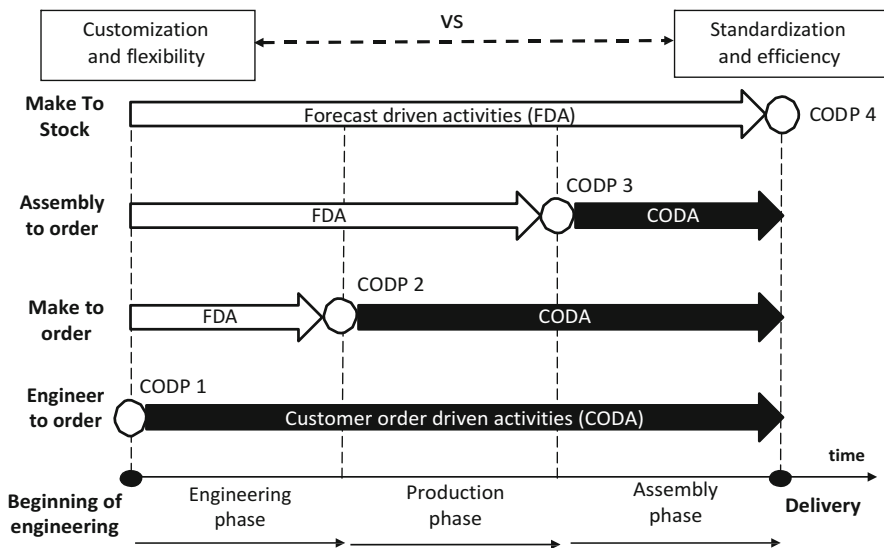 Customization
and flexibility
VS
Standardization
and efficiency
Make To
Stock
Forecast driven activities (FDA)
CODP 4
Assembly
to order
FDA
CODP 3
CODA
Make to
order
FDA
CODP 2
CODA
Engineer
to order
CODP 1
Customer order driven activities (CODA)
time
Beginning of
engineering
Engineering
phase
Production
phase
Assembly
phase
Delivery